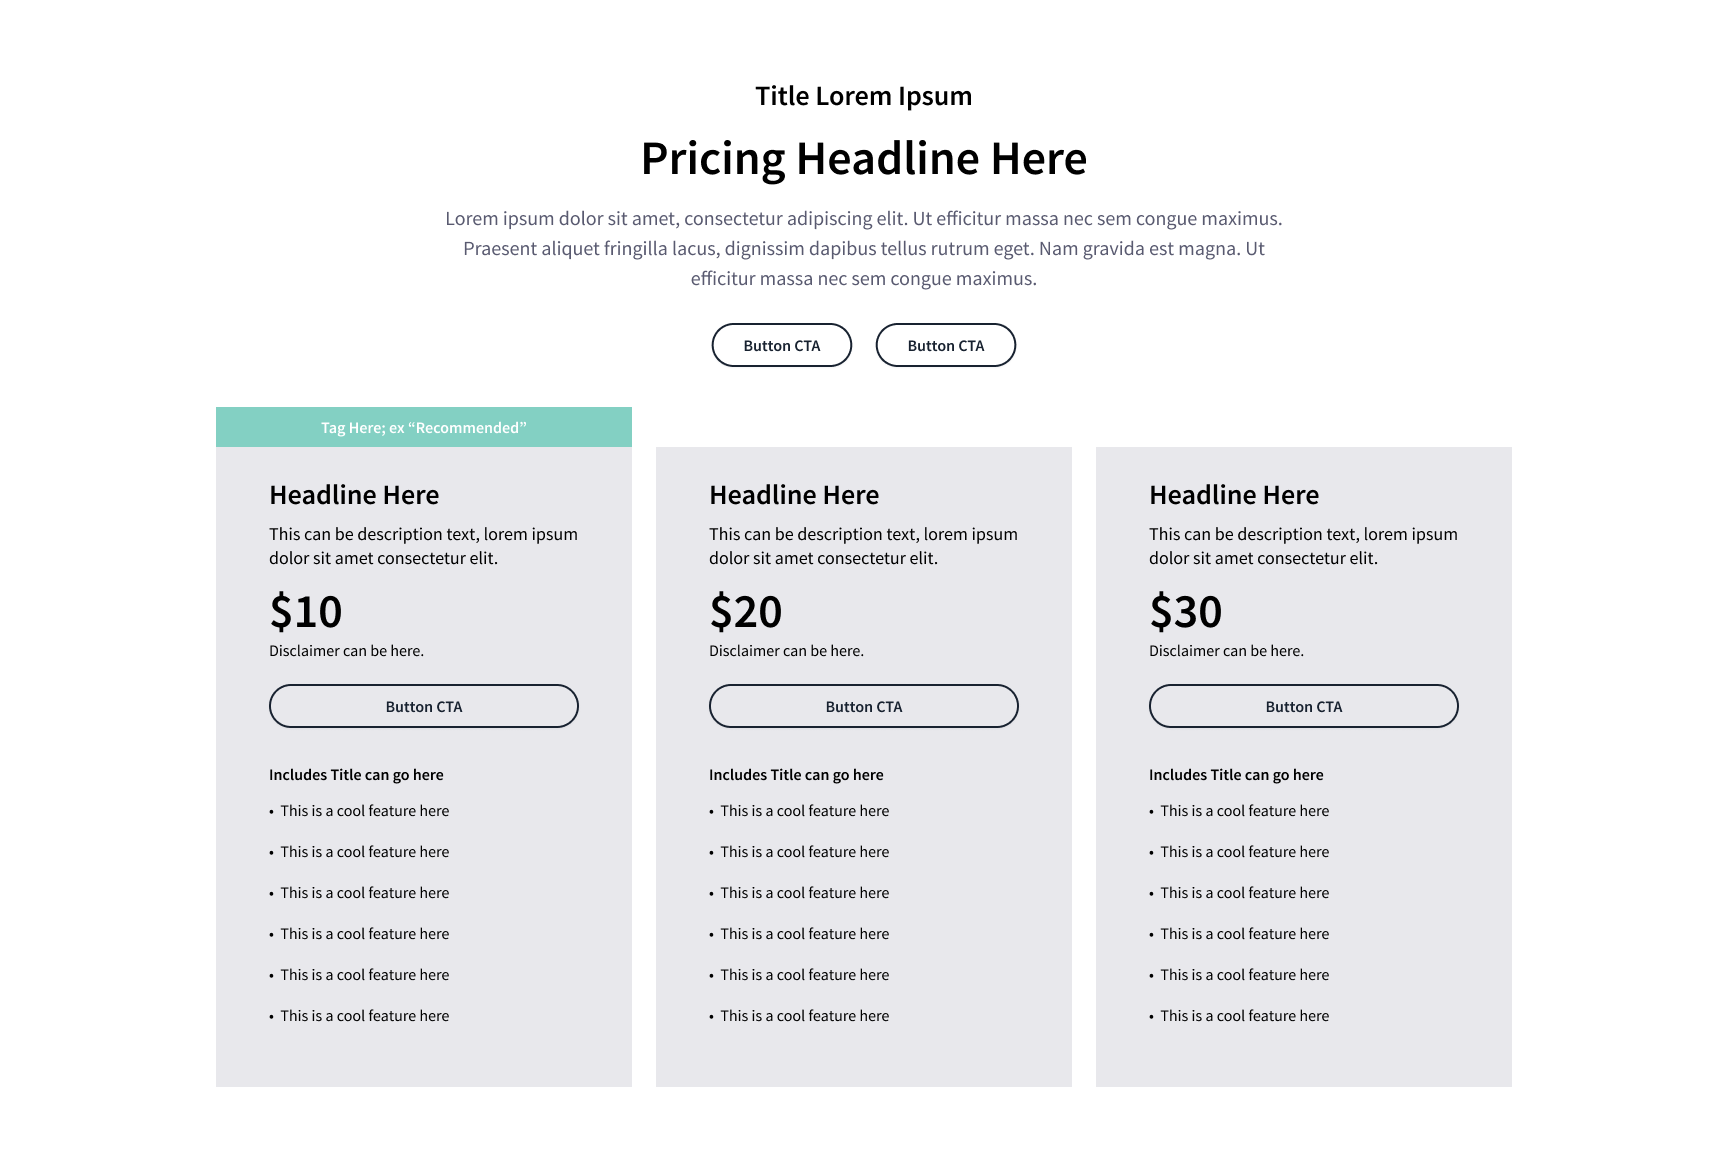 Title Lorem Ipsum
Pricing Headline Here
Lorem ipsum dolor sit amet, consectetur adipiscing elit. Ut efficitur massa nec sem congue maximus.
Praesent aliquet fringilla lacus, dignissim dapibus tellus rutrum eget. Nam gravida est magna. Ut
efficitur massa nec sem congue maximus.
Button CTA
Button CTA
Tag Here; ex “Recommended”
Headline Here
This can be description text, lorem ipsum
dolor sit amet consectetur elit.
$10
Disclaimer can be here.
Button CTA
Includes Title can go here
• This is a cool feature here
• This is a cool feature here
• This is a cool feature here
• This is a cool feature here
• This is a cool feature here
• This is a cool feature here
Headline Here
This can be description text, lorem ipsum
dolor sit amet consectetur elit.
$20
Disclaimer can be here.
Button CTA
Includes Title can go here
• This is a cool feature here
• This is a cool feature here
• This is a cool feature here
• This is a cool feature here
• This is a cool feature here
• This is a cool feature here
Headline Here
This can be description text, lorem ipsum
dolor sit amet consectetur elit.
$30
Disclaimer can be here.
Button CTA
Includes Title can go here
• This is a cool feature here
• This is a cool feature here
• This is a cool feature here
• This is a cool feature here
• This is a cool feature here
• This is a cool feature here